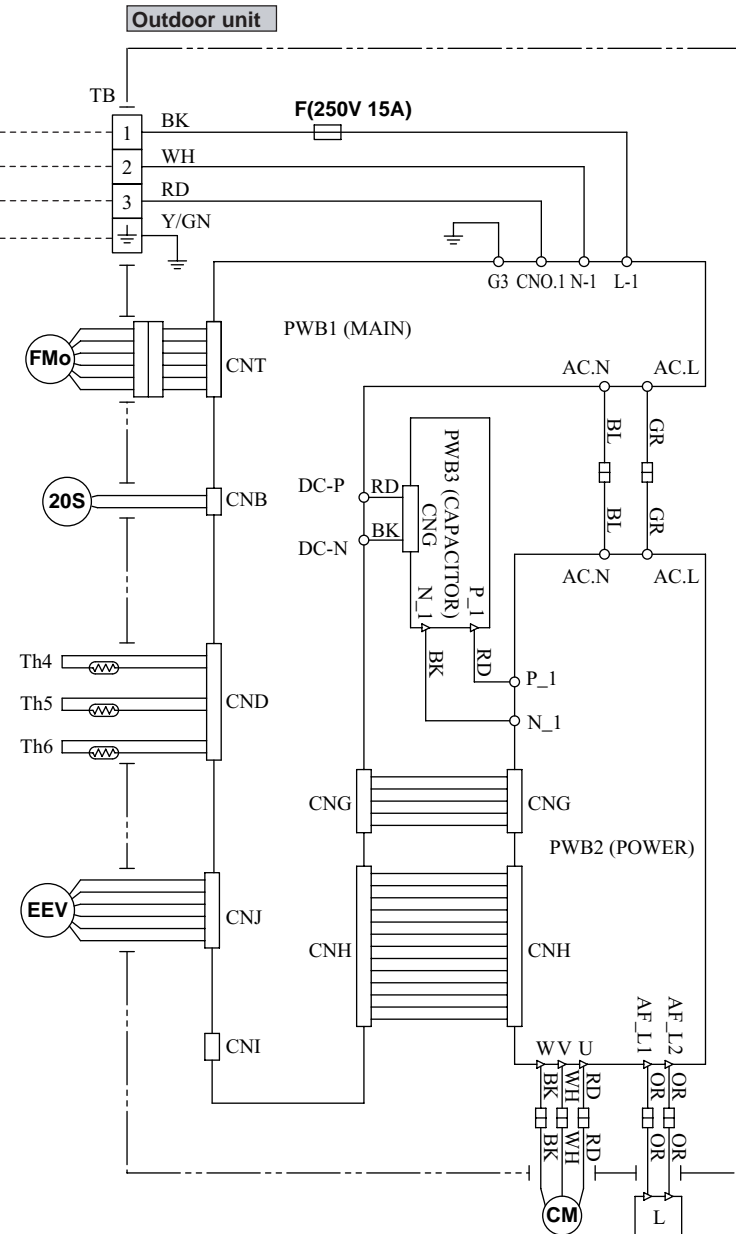 Outdoor unit
TB
F(250V 15A)
1 BK
2 WH
3 RD
Y/GN
G3 CNO.1 N-1 L-1
PWB1 (MAIN)
FMo
CNT
AC.N AC.L
BL GR
PWB3 (CAPACITOR)
CNG
DC-P RD
20S
CNB
DC-N BK
BL GR
AC.N AC.L
N_1 P_1
BK RD
Th4
P_1
Th5
CND
N_1
Th6
CNG CNG
PWB2 (POWER)
EEV
CNJ
CNH CNH
AF_L1 AF_L2
CNI
W V U
BK WH RD OR OR
BK WH RD OR OR
CM
L